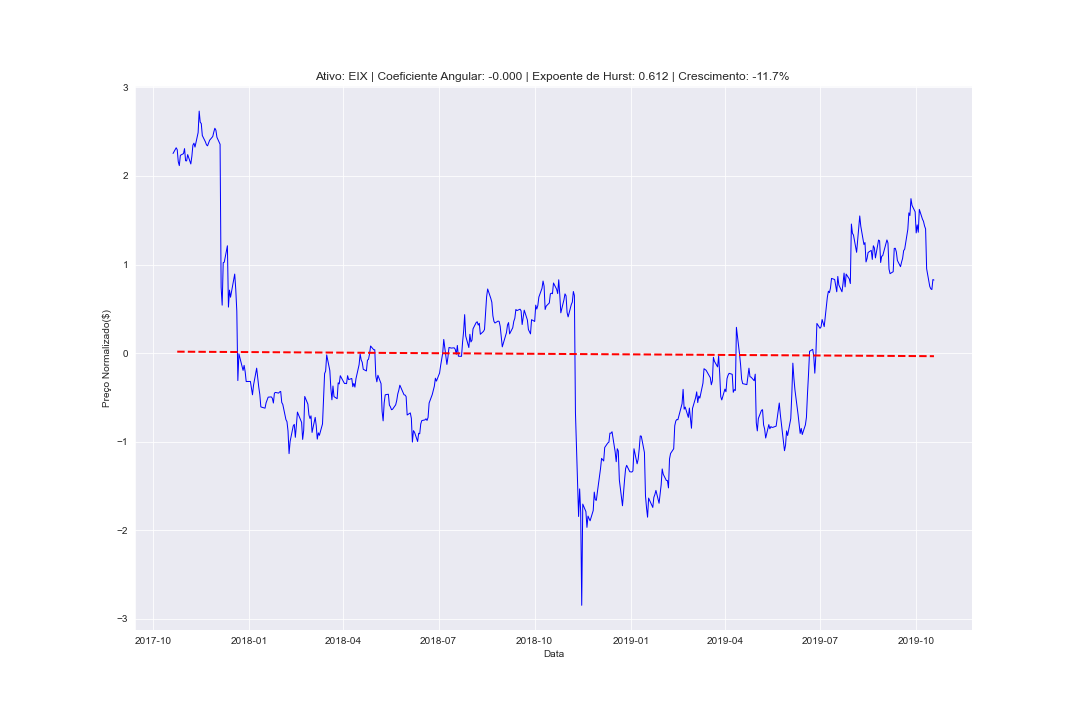 Ativo: EIX | Coeficiente Angular: -0.000 | Expoente de Hurst: 0.612 | Crescimento: -11.7%
3
2
1
0
−1
−2
−3
Preço Normalizado($)
2017-10 2018-01 2018-04 2018-07 2018-10 2019-01 2019-04 2019-07 2019-10
Data